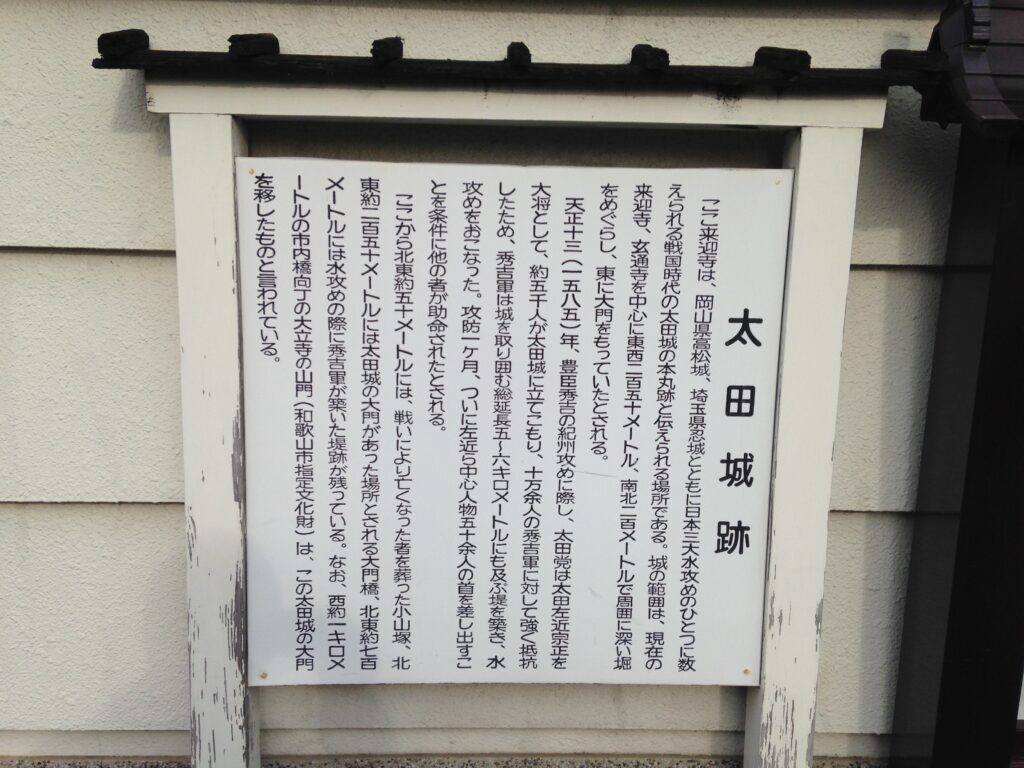 太田城跡
ここ来迎寺は、岡山県高松城、埼玉県忍城とともに日本三大水攻めのひとつに数
えられる戦国時代の太田城の本丸跡と伝えられる場所である。城の範囲は、現在の
来迎寺、玄通寺を中心に東西二百五十メートル、南北二百メートルで周囲に深い堀
をめぐらし、東に大門をもっていたとされる。
天正十三（一五八五）年、豊臣秀吉の紀州攻めに際し、太田党は太田左近宗正を
大将として、約五千人が太田城に立てこもり、十万余人の秀吉軍に対して強く抵抗
したため、秀吉軍は城を取り囲む総延長五～六キロメートルにも及ぶ堤を築き、水
攻めをおこなった。攻防一ケ月、ついに左近ら中心人物五十余人の首を差し出すこ
とを条件に他の者が助命されたとされる。
ここから北東約五十メートルには、戦いにより亡くなった者を葬った小山塚、北
東約二百五十メートルには太田城の大門があった場所とされる大門橋、北東約七百
メートルには水攻めの際に秀吉軍が築いた堤跡が残っている。なお、西約一キロメ
ートルの市内橋向丁の大立寺の山門（和歌山市指定文化財）は、この太田城の大門
を移したものと言われている。